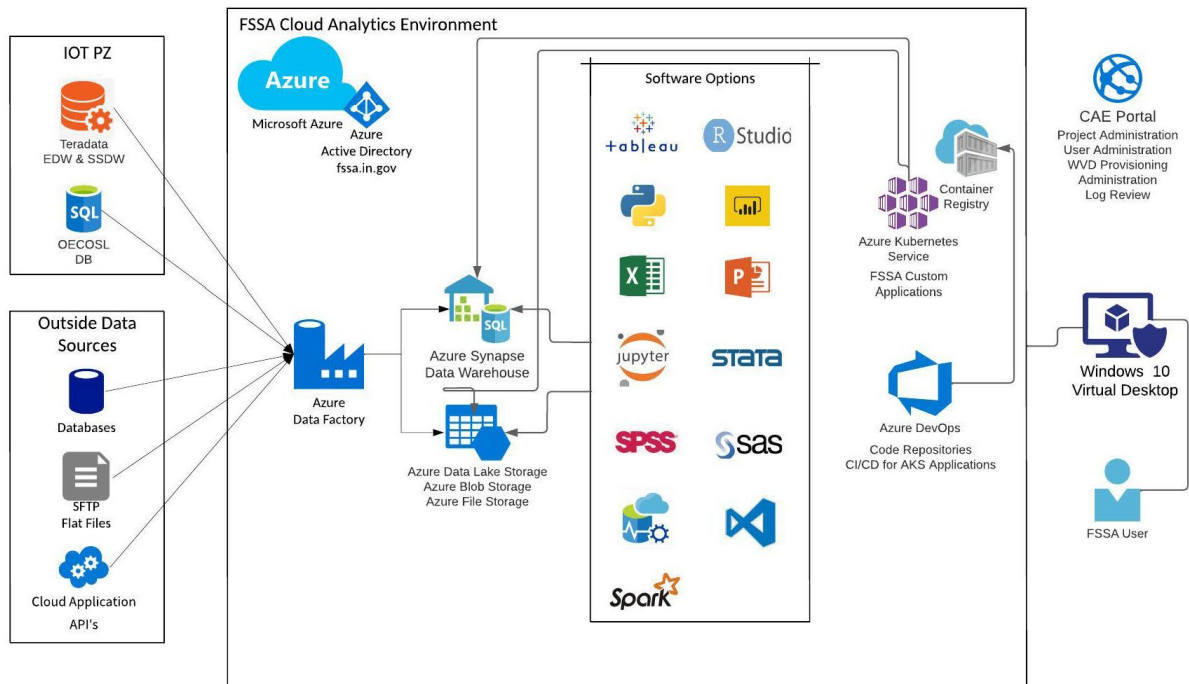 FSSA Cloud Analytics Environment
IOT PZ
Teradata
EDW & SSDW
SQL
OECOSL
DB
Outside Data
Sources
Databases
SFTP
Flat Files
Cloud Application
API's
Azure
Microsoft Azure
Azure
Active Directory
fssa.in.gov
Azure
Data Factory
SQL
Azure Synapse
Data Warehouse
Azure Data Lake Storage
Azure Blob Storage
Azure File Storage
Software Options
+ableau
R Studio
X
P
jupyter
STATA
SPSS
sas
Spark
Container
Registry
Azure Kubernetes
Service
FSSA Custom
Applications
Azure DevOps
Code Repositories
CI/CD for AKS Applications
CAE Portal
Project Administration
User Administration
WVD Provisioning
Administration
Log Review
Windows 10
Virtual Desktop
FSSA User